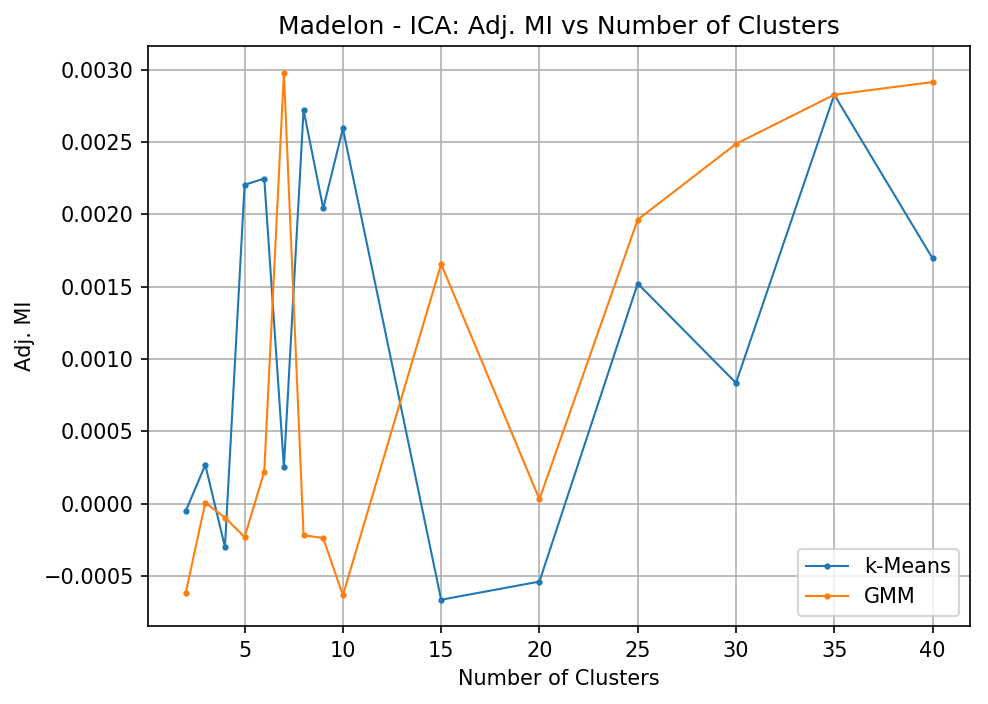 Madelon - ICA: Adj. MI vs Number of Clusters
0.0030
0.0025
0.0020
0.0015
0.0010
0.0005
0.0000
−0.0005
Adj. MI
5 10 15 20 25 30 35 40
Number of Clusters
k-Means
GMM